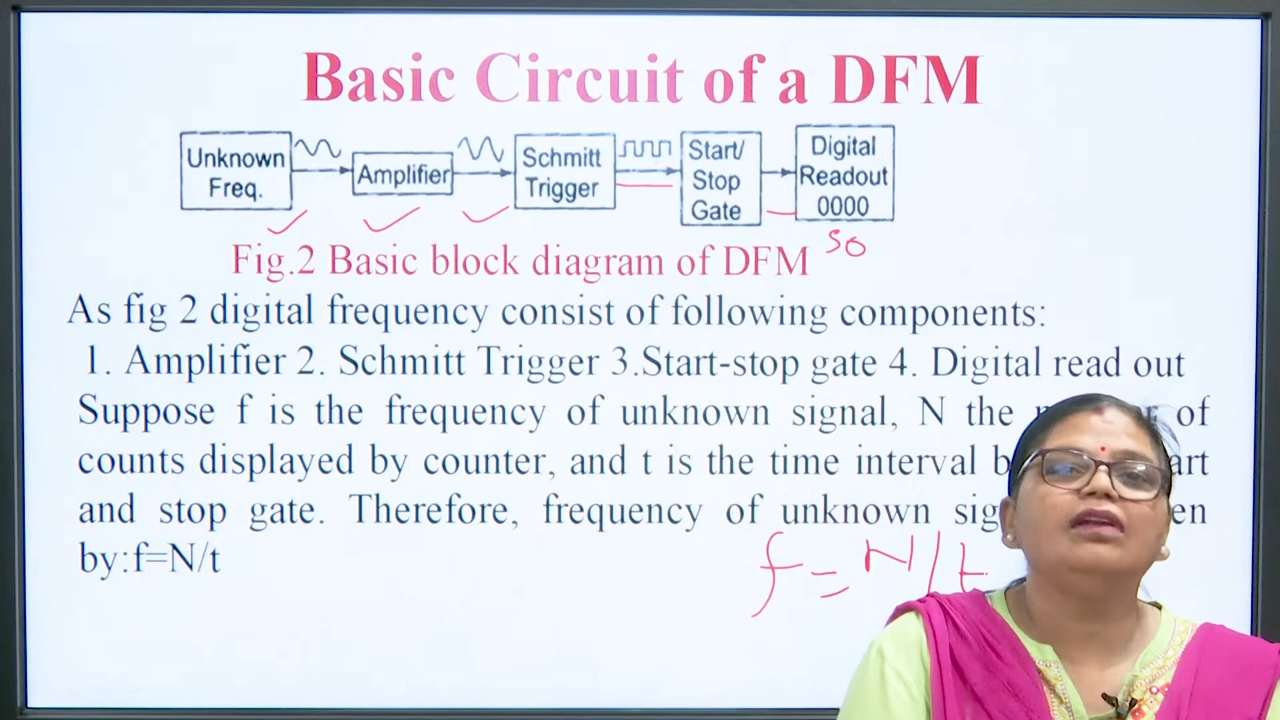 Basic Circuit of a DFM
Unknown Freq.
Amplifier
Schmitt Trigger
Start/ Stop Gate
Digital Readout 0000
50
Fig.2 Basic block diagram of DFM
As fig 2 digital frequency consist of following components:
1. Amplifier 2. Schmitt Trigger 3.Start-stop gate 4. Digital read out
Suppose f is the frequency of unknown signal, N the of
counts displayed by counter, and t is the time interval
and stop gate. Therefore, frequency of unknown
by:f=N/t
f=N/t